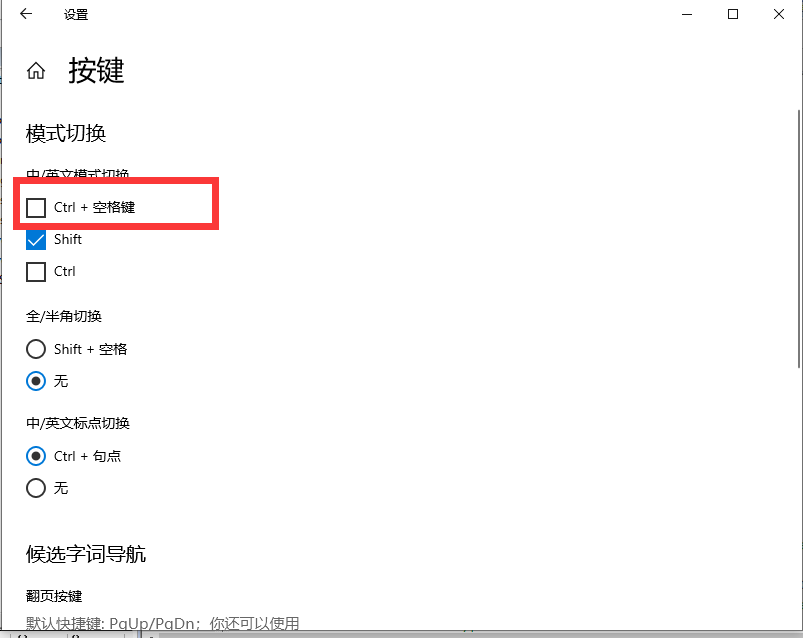 设置
按键
模式切换
中/英文模式切换
Ctrl + 空格键
Shift
Ctrl
全/半角切换
Shift + 空格
无
中/英文标点切换
Ctrl + 句点
无
候选字词导航
翻页按键
默认快捷键: PgUp/PgDn；你还可以使用